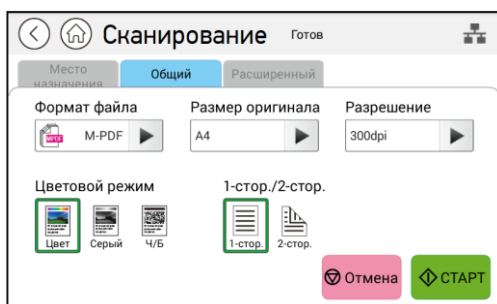 Сканирование Готов
Место назначения Общий Расширенный
Формат файла Размер оригинала Разрешение
M-PDF A4 300dpi
Цветовой режим 1-стор./2-стор.
Цвет Серый Ч/Б 1-стор. 2-стор.
Отмена СТАРТ